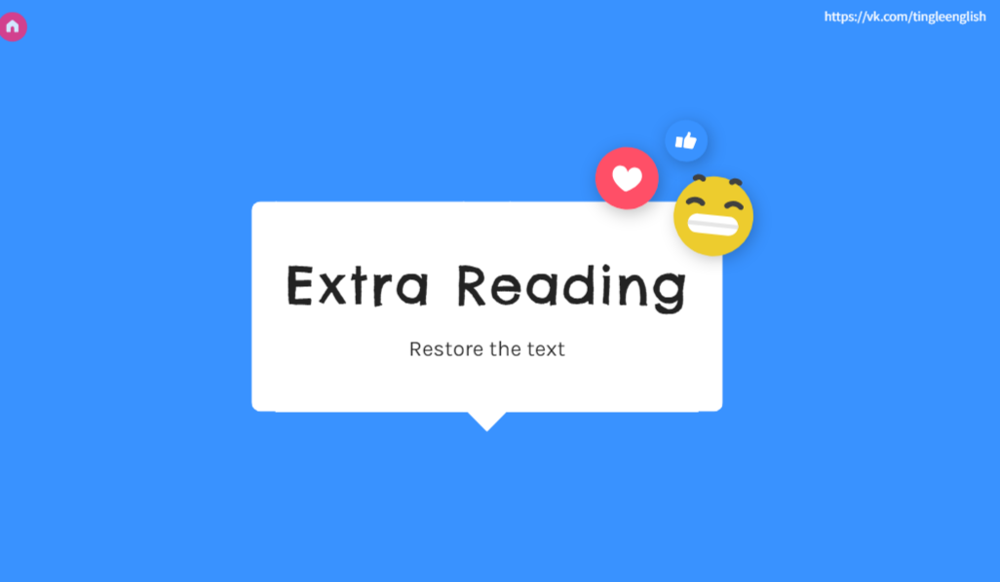 https://vk.com/tingleenglish
Extra Reading
Restore the text